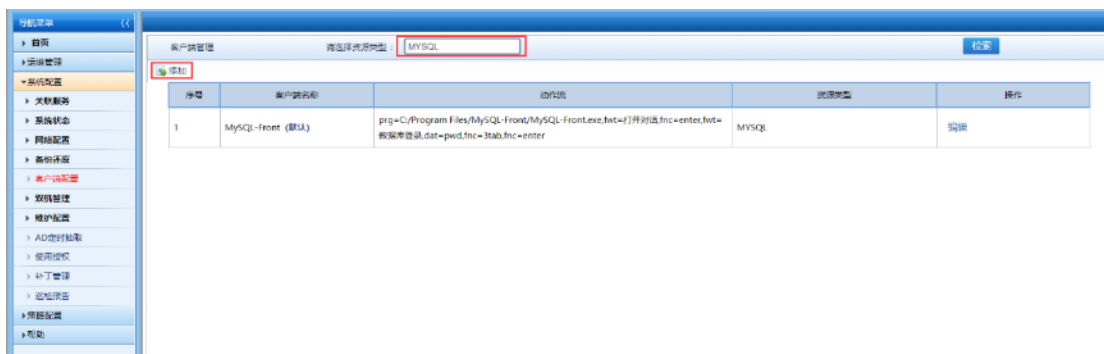 导航菜单
首页
运维管理
系统配置
关联服务
系统状态
网络配置
备份还原
客户端配置
双机管理
维护配置
AD定时抽取
使用授权
补丁管理
巡检报告
策略配置
帮助
客户端管理 请选择资源类型： MYSQL 检索
添加
序号 客户端名称 动作流 资源类型 操作
1 MySQL-Front (默认) prg=C:/Program Files/MySQL-Front/MySQL-Front.exe,fwt=打开对话,fnc=enter,fwt=
数据库登录,dat=pwd,fnc=3tab,fnc=enter MYSQL 编辑